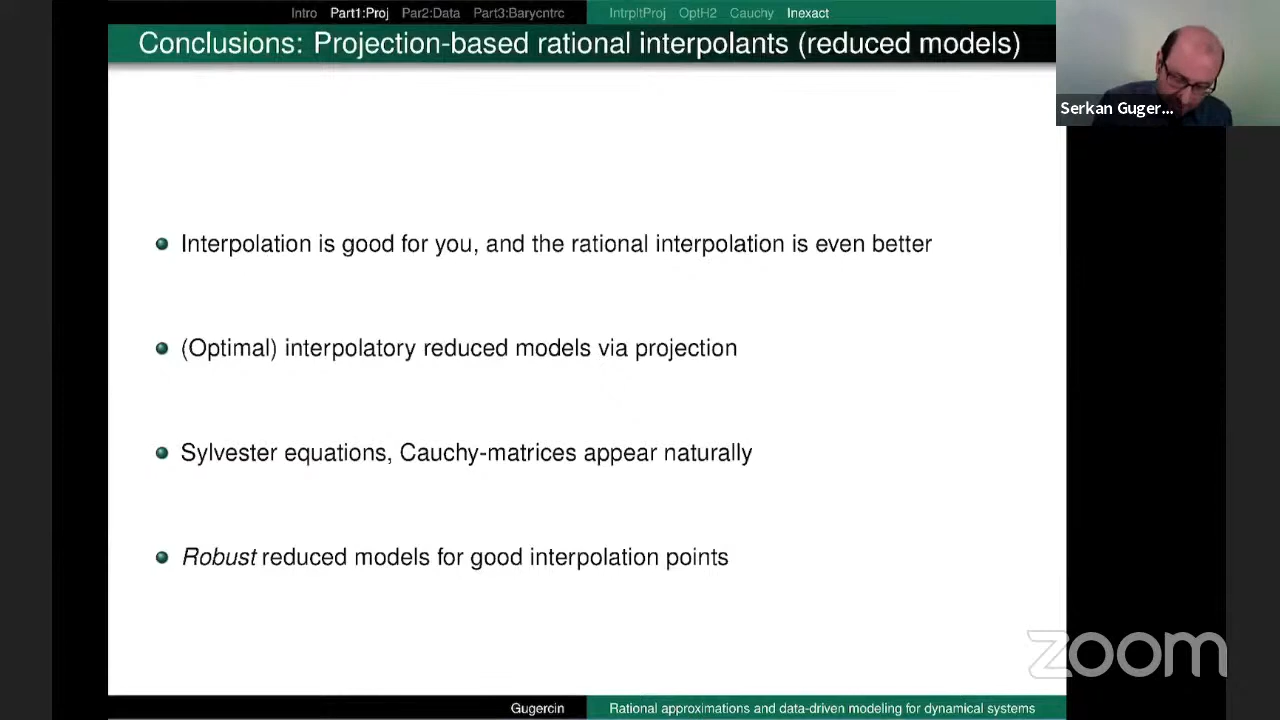 Intro Part1:Proj Par2:Data Part3:Barycntrc IntrpltProj OptH2 Cauchy Inexact
Conclusions: Projection-based rational interpolants (reduced models)
Serkan Guger...
Interpolation is good for you, and the rational interpolation is even better
(Optimal) interpolatory reduced models via projection
Sylvester equations, Cauchy-matrices appear naturally
Robust reduced models for good interpolation points
zoom
Gugercin Rational approximations and data-driven modeling for dynamical systems